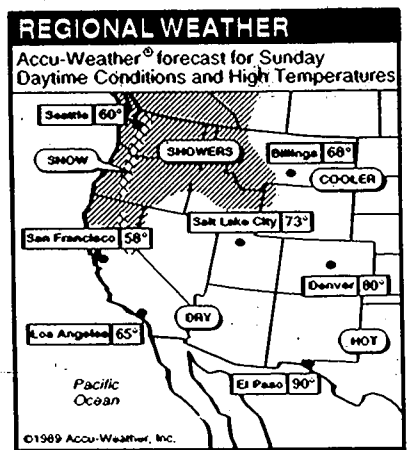 REGIONAL WEATHER
Accu-Weather® forecast for Sunday
Daytime Conditions and High Temperatures
Seattle 60°
SNOW
SHOWERS
Billings 68°
COOLER
Salt Lake City 73°
San Francisco 58°
Denver 80°
DRY
Los Angeles 65°
HOT
El Paso 90°
Pacific
Ocean
©1989 Accu-Weather, Inc.